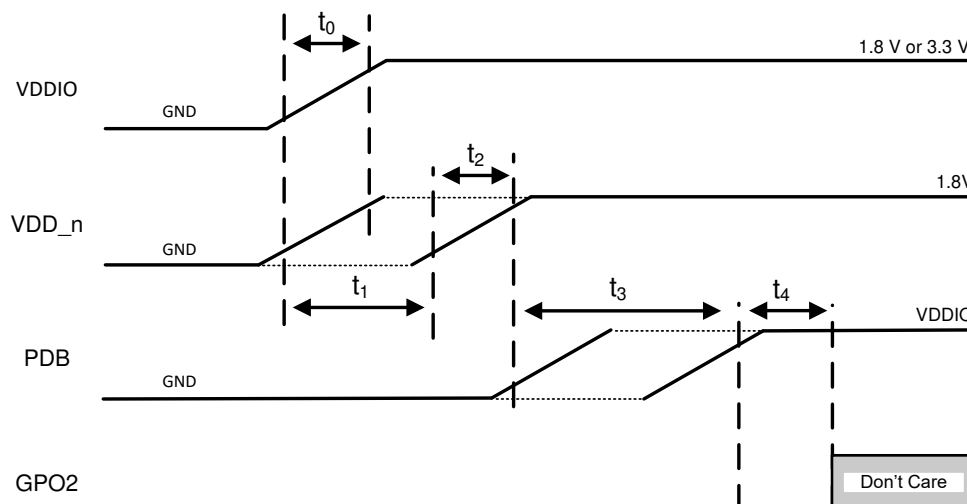 t0
1.8 V or 3.3 V
VDDIO
GND
t2
1.8V
VDD_n
GND
t1
t3
t4
VDDIO
PDB
GND
GPO2
Don't Care